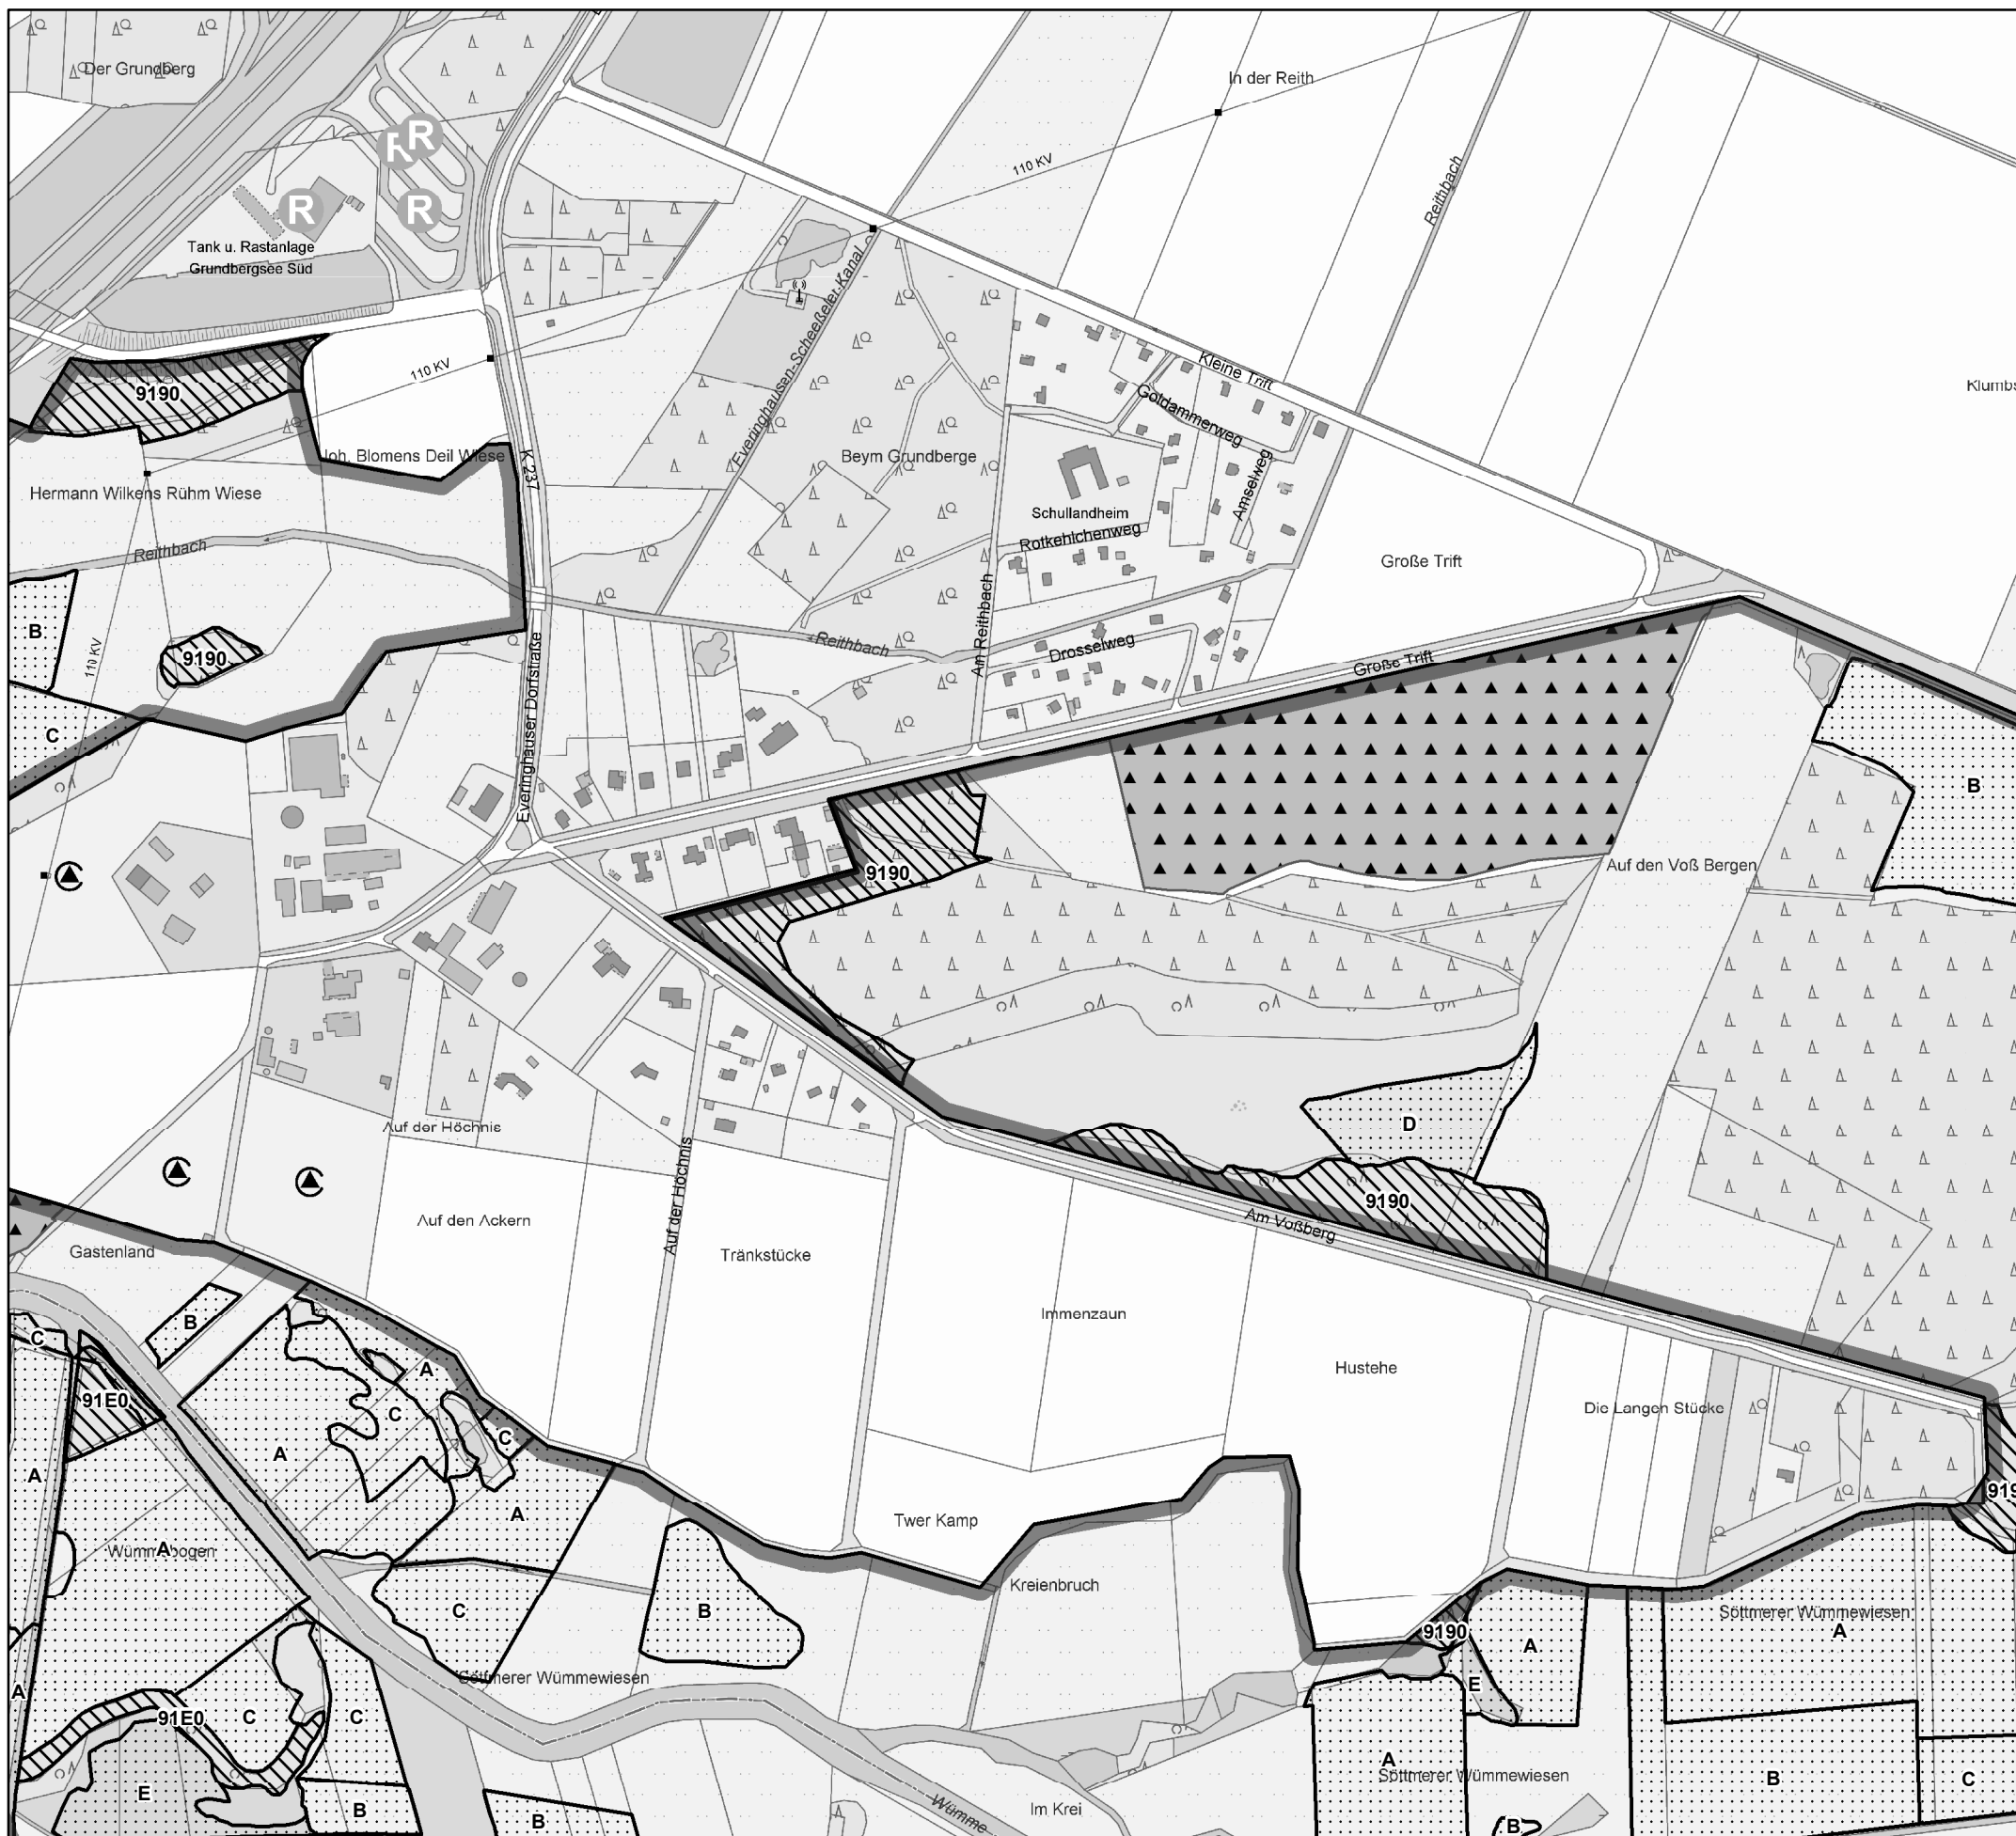 Der Grundberg
In der Reith
R
R
110 KV
Reithbach
R
R
Tank u. Rastanlage
Grundbergsee Süd
Everinghausen-Scheeßeler-Kanal
Kleine Trift
110 KV
9190
Goldammerweg
Joh. Blomens Deil Wiese
K 237
Beym Grundberge
Amselweg
Hermann Wilkens Rühm Wiese
Schullandheim
Rotkehlchenweg
Reithbach
Große Trift
B
9190
110 KV
Everinghauser Dorfstraße
Reithbach
Am Reithbach
Drosselweg
Große Trift
C
B
9190
Auf den Voß Bergen
Auf der Höchnis
D
Auf der Höchnis
Auf den Ackern
9190
Am Voßberg
Gastenland
Tränkstücke
Immenzaun
B
C
A
Hustehe
91E0
C
Die Langen Stücke
C
A
A
A
Twer Kamp
Wümmebogen
A
Kreienbruch
C
B
Söttmerer Wümmewiesen
9190
A
A
Söttmerer Wümmewiesen
A
E
91E0
C
C
A
Söttmerer Wümmewiesen
B
C
E
B
B
Wümme
Im Krei
B